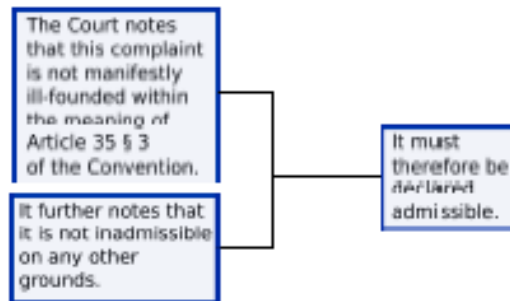 The Court notes
that this complaint
is not manifestly
ill-founded within
the meaning of
Article 35 § 3
of the Convention.
It further notes that
it is not inadmissible
on any other
grounds.
It must
therefore be
declared
admissible.